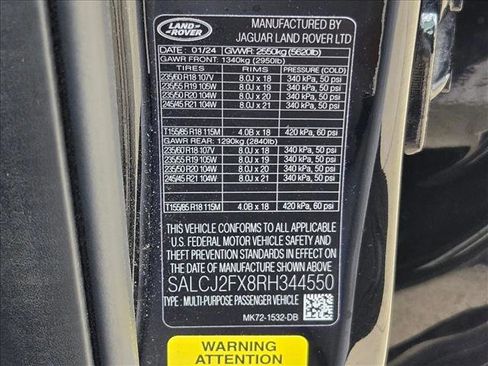 LAND
ROVER
MANUFACTURED BY
JAGUAR LAND ROVER LTD
DATE : 01/24 GVWR: 2550kg (5620lb)
GAWR FRONT: 1340kg (2950lb)
TIRES RIMS PRESSURE (COLD)
235/60 R18 107V 8.0J x 18 340 kPa, 50 psi
235/55 R19 105W 8.0J x 19 340 kPa, 50 psi
235/50 R20 104W 8.0J x 20 340 kPa, 50 psi
245/45 R21 104W 8.0J x 21 340 kPa, 50 psi
T155/85 R18 115M 4.0B x 18 420 kPa, 60 psi
GAWR REAR: 1290kg (2840lb)
235/60 R18 107V 8.0J x 18 340 kPa, 50 psi
235/55 R19 105W 8.0J x 19 340 kPa, 50 psi
235/50 R20 104W 8.0J x 20 340 kPa, 50 psi
245/45 R21 104W 8.0J x 21 340 kPa, 50 psi
T155/85 R18 115M 4.0B x 18 420 kPa, 60 psi
THIS VEHICLE CONFORMS TO ALL APPLICABLE
U.S. FEDERAL MOTOR VEHICLE SAFETY AND
THEFT PREVENTION STANDARDS IN EFFECT ON
THE DATE OF MANUFACTURE SHOWN ABOVE
SALCJ2FX8RH344550
TYPE : MULTI-PURPOSE PASSENGER VEHICLE
MK72-1532-DB
WARNING
ATTENTION